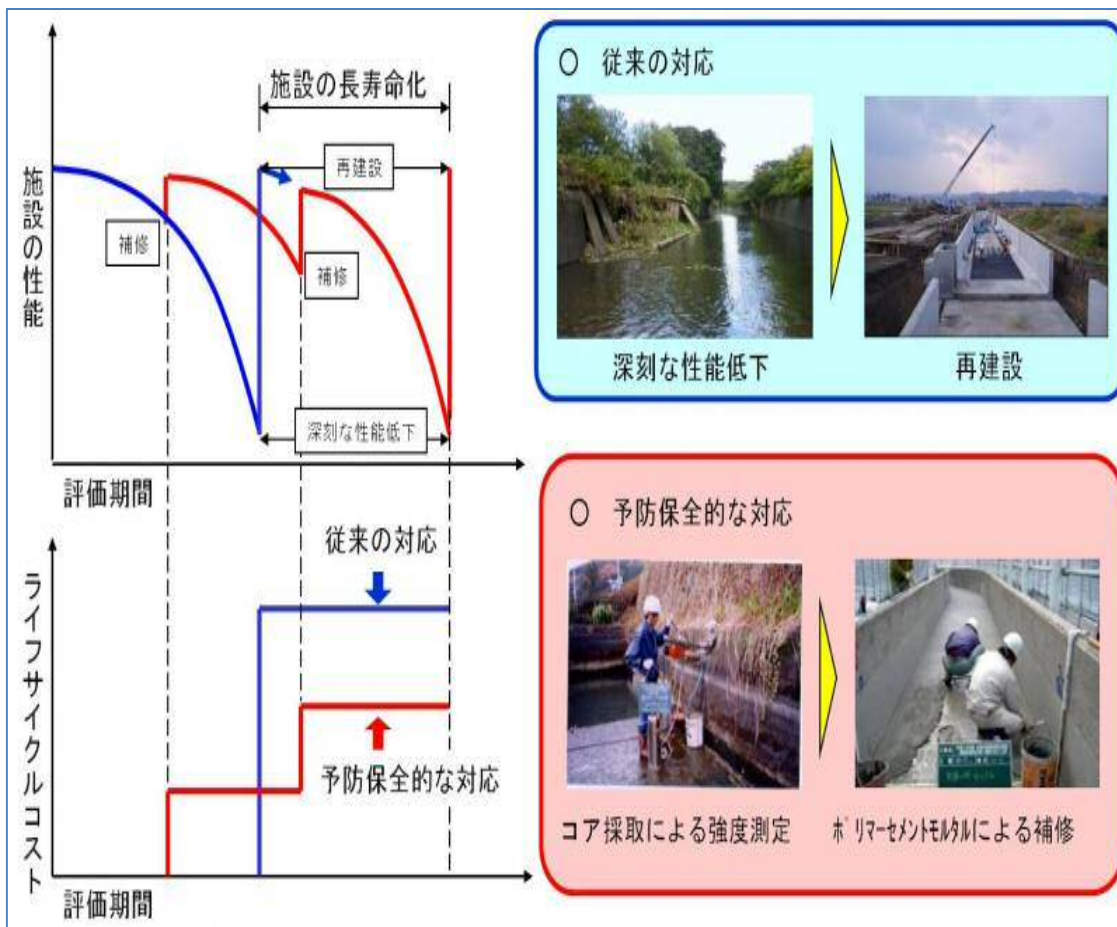 施設の長寿命化
再建設
補修
補修
施設の性能
深刻な性能低下
評価期間
従来の対応
予防保全的な対応
ライフサイクルコスト
評価期間
○ 従来の対応
深刻な性能低下
再建設
○ 予防保全的な対応
コア採取による強度測定
ﾎﾟﾘﾏｰｾﾒﾝﾄﾓﾙﾀﾙによる補修